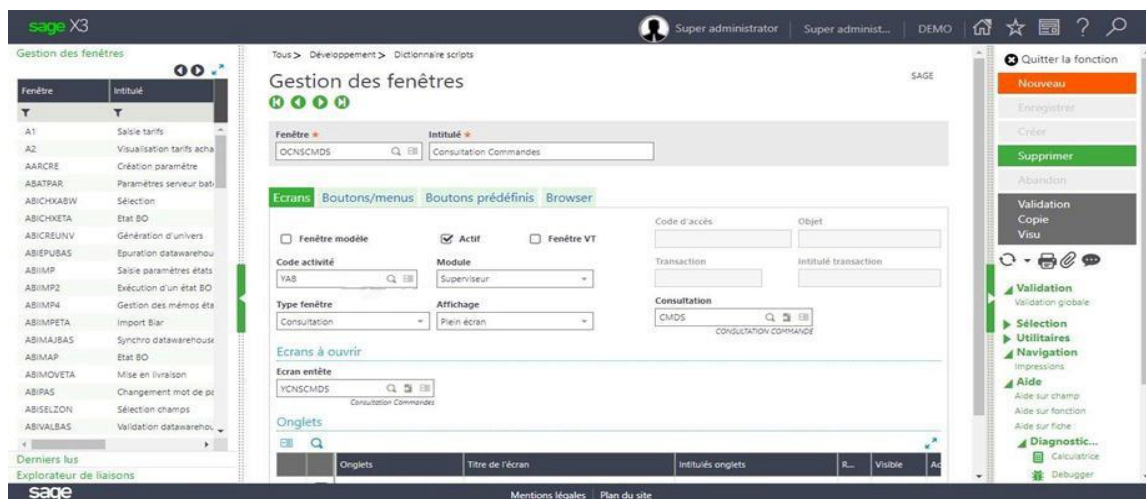 sage X3
Super administrator
Super administ...
DEMO
?
Gestion des fenêtres
Fenêtre Intitulé
A1 Saisie tarifs
A2 Visualisation tarifs acha
AARCRE Création paramètre
ABATPAR Paramètres serveur bat
ABICHXABW Sélection
ABICHXETA Etat BO
ABICREUNV Génération d'univers
ABIEPUBAS Epuration datawarehou
ABIIMP Saisie paramètres états
ABIIMP2 Exécution d'un état BO
ABIIMP4 Gestion des mémos éta
ABIIMPETA Import Biar
ABIMAJBAS Synchro datawarehouse
ABIMAP Etat BO
ABIMOVETA Mise en livraison
ABIPAS Changement mot de pa
ABISELZON Sélection champs
ABIVALBAS Validation datawarehou
Derniers lus
Explorateur de liaisons
Tous > Développement > Dictionnaire scripts
Gestion des fenêtres
SAGE
Fenêtre * Intitulé *
OCNSCMDS Consultation Commandes
Ecrans Boutons/menus Boutons prédéfinis Browser
Code d'accès Objet
Fenêtre modèle Actif Fenêtre VT
Code activité Module Transaction Intitulé transaction
YAB Superviseur
Type fenêtre Affichage Consultation
Consultation Plein écran CMDS
CONSULTATION COMMANDE
Ecrans à ouvrir
Ecran entête
YCNSCMDS
Consultation Commandes
Onglets
Onglets Titre de l'écran Intitulés onglets R... Visible Ac
Quitter la fonction
Nouveau
Enregistrer
Créer
Supprimer
Abandon
Validation
Copie
Visu
Validation
Validation globale
Sélection
Utilitaires
Navigation
Impressions
Aide
Aide sur champ
Aide sur fonction
Aide sur fiche
Diagnostic...
Calculatrice
Debugger
sage
Mentions légales | Plan du site